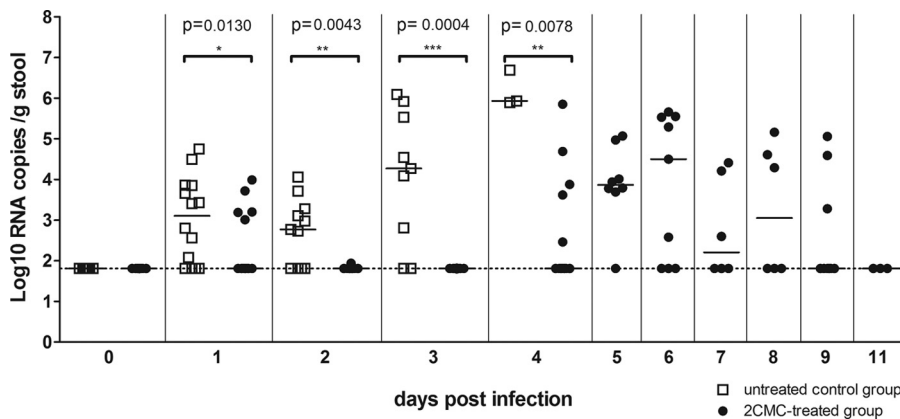 p=0.0130 p=0.0043 p=0.0004 p=0.0078
* ** *** **
Log10 RNA copies /g stool
8
7
6
5
4
3
2
1
0
0 1 2 3 4 5 6 7 8 9 11
days post infection
untreated control group
2CMC-treated group